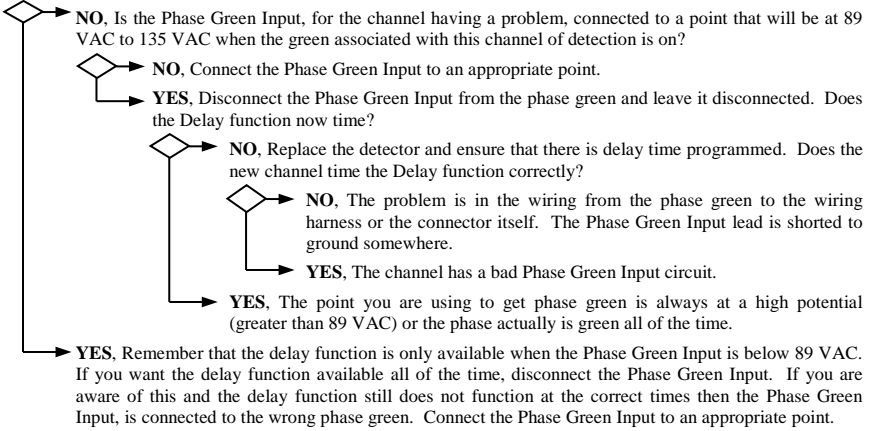 NO, Is the Phase Green Input, for the channel having a problem, connected to a point that will be at 89
VAC to 135 VAC when the green associated with this channel of detection is on?
NO, Connect the Phase Green Input to an appropriate point.
YES, Disconnect the Phase Green Input from the phase green and leave it disconnected. Does
the Delay function now time?
NO, Replace the detector and ensure that there is delay time programmed. Does the
new channel time the Delay function correctly?
NO, The problem is in the wiring from the phase green to the wiring
harness or the connector itself. The Phase Green Input lead is shorted to
ground somewhere.
YES, The channel has a bad Phase Green Input circuit.
YES, The point you are using to get phase green is always at a high potential
(greater than 89 VAC) or the phase actually is green all of the time.
YES, Remember that the delay function is only available when the Phase Green Input is below 89 VAC.
If you want the delay function available all of the time, disconnect the Phase Green Input. If you are
aware of this and the delay function still does not function at the correct times then the Phase Green
Input, is connected to the wrong phase green. Connect the Phase Green Input to an appropriate point.